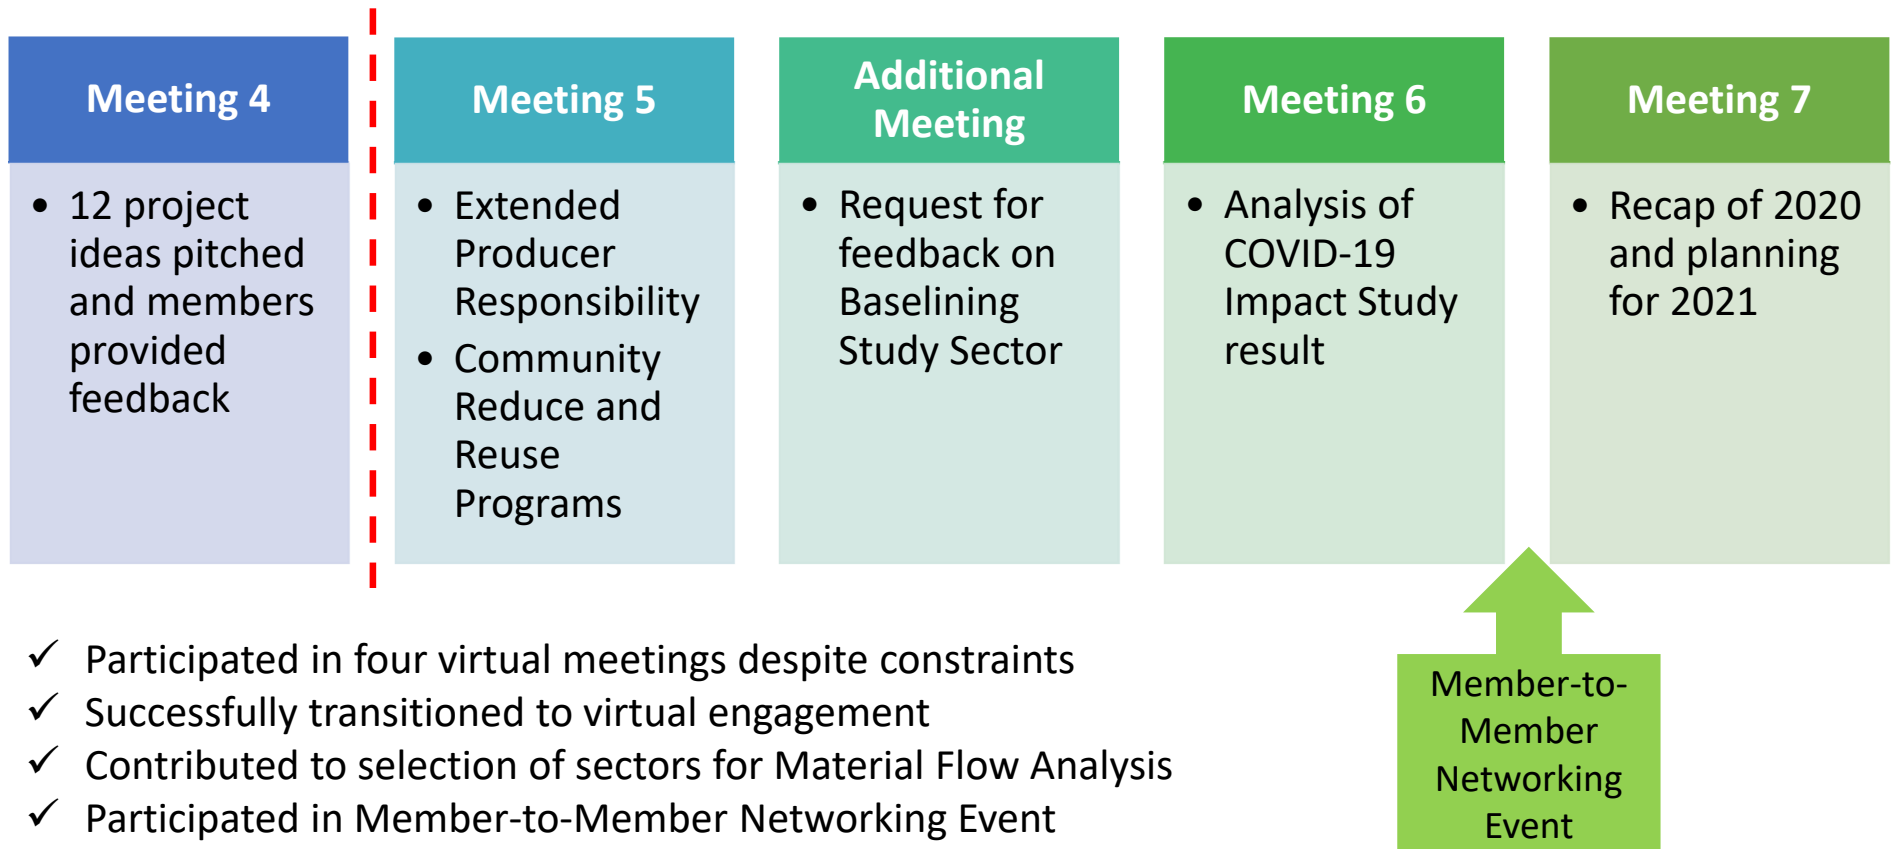 Meeting 4
• 12 project
ideas pitched
and members
provided
feedback
Meeting 5
• Extended
Producer
Responsibility
• Community
Reduce and
Reuse
Programs
Additional
Meeting
• Request for
feedback on
Baselining
Study Sector
Meeting 6
• Analysis of
COVID-19
Impact Study
result
Meeting 7
• Recap of 2020
and planning
for 2021
✓ Participated in four virtual meetings despite constraints
✓ Successfully transitioned to virtual engagement
✓ Contributed to selection of sectors for Material Flow Analysis
✓ Participated in Member-to-Member Networking Event
Member-to-
Member
Networking
Event